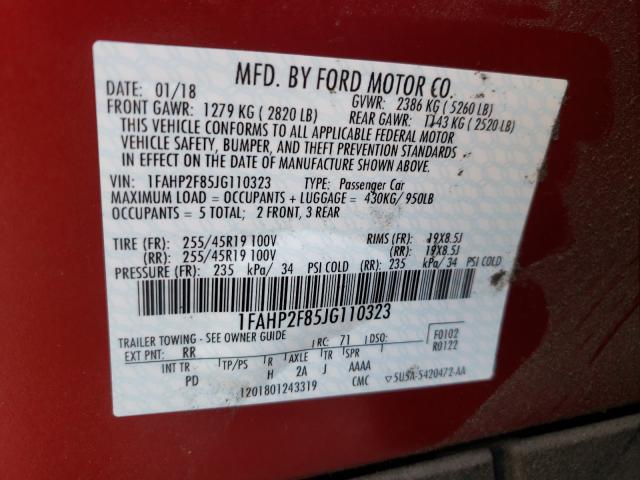 MFD. BY FORD MOTOR CO.
DATE: 01/18 GVWR: 2386 KG ( 5260 LB)
FRONT GAWR: 1279 KG ( 2820 LB) REAR GAWR: 1143 KG ( 2520 LB)
THIS VEHICLE CONFORMS TO ALL APPLICABLE FEDERAL MOTOR
VEHICLE SAFETY, BUMPER, AND THEFT PREVENTION STANDARDS
IN EFFECT ON THE DATE OF MANUFACTURE SHOWN ABOVE.
VIN: 1FAHP2F85JG110323 TYPE: Passenger Car
MAXIMUM LOAD = OCCUPANTS + LUGGAGE = 430KG/ 950LB
OCCUPANTS = 5 TOTAL; 2 FRONT, 3 REAR
TIRE (FR): 255/45R19 100V RIMS (FR): 19X8.5J
(RR): 255/45R19 100V (RR): 19X8.5J
PRESSURE (FR): 235 kPa/ 34 PSI COLD (RR): 235 kPa/ 34 PSI COLD
1FAHP2F85JG110323
TRAILER TOWING - SEE OWNER GUIDE RC: 71 DSO: F0102
EXT PNT: RR R0122
INT TR TP/PS R AXLE TR SPR
PD H 2A J AAAA
1201801243319 CMC ▽5U5A-5420472-AA